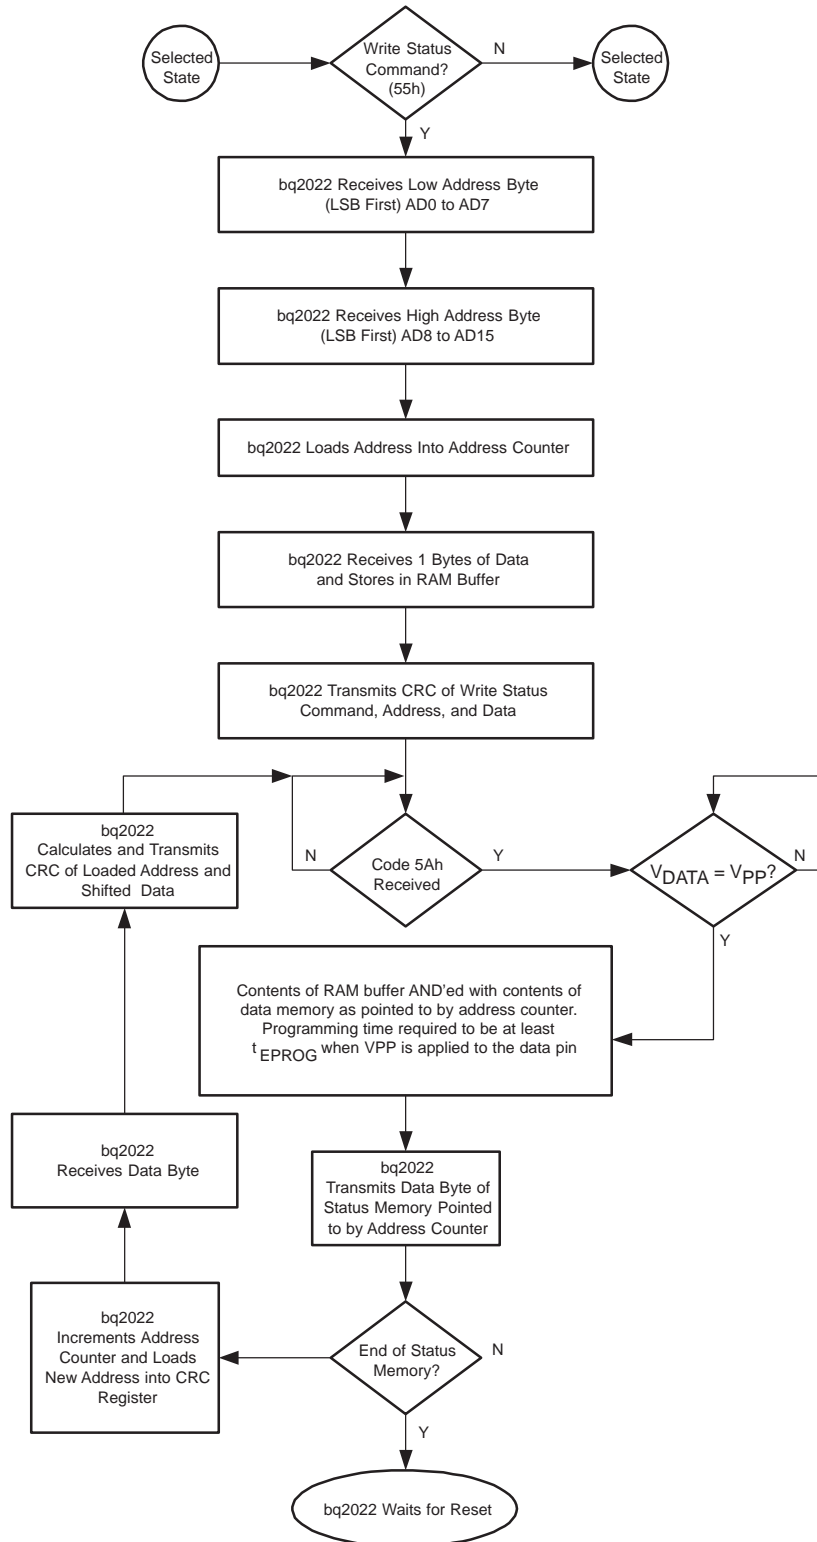 Selected
State
Write Status
Command?
(55h)
N
Selected
State
Y
bq2022 Receives Low Address Byte
(LSB First) AD0 to AD7
bq2022 Receives High Address Byte
(LSB First) AD8 to AD15
bq2022 Loads Address Into Address Counter
bq2022 Receives 1 Bytes of Data
and Stores in RAM Buffer
bq2022 Transmits CRC of Write Status
Command, Address, and Data
bq2022
Calculates and Transmits
CRC of Loaded Address and
Shifted Data
N
Code 5Ah
Received
Y
VDATA = VPP?
N
Y
Contents of RAM buffer AND'ed with contents of
data memory as pointed to by address counter.
Programming time required to be at least
t EPROG when VPP is applied to the data pin
bq2022
Receives Data Byte
bq2022
Transmits Data Byte of
Status Memory Pointed
to by Address Counter
bq2022
Increments Address
Counter and Loads
New Address into CRC
Register
End of Status
Memory?
N
Y
bq2022 Waits for Reset